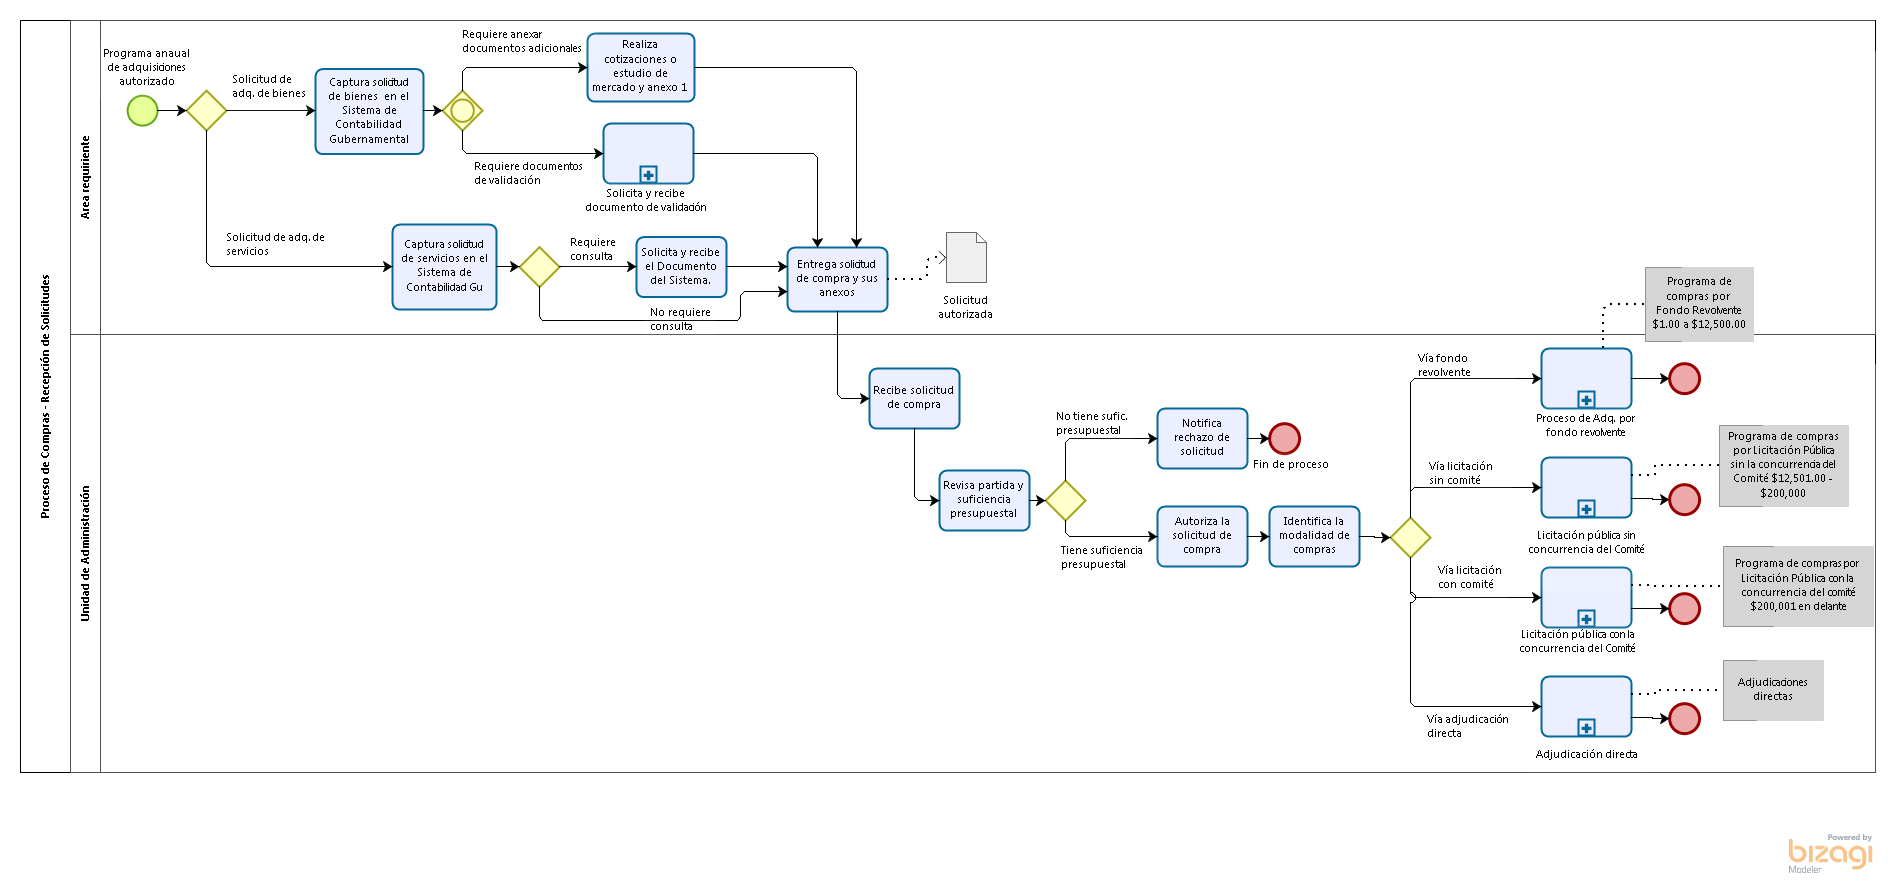 Proceso de Compras - Recepción de Solicitudes
Area requiriente
Programa anaual
de adquisiciones
autorizado
Solicitud de
adq. de bienes
Captura solicitud
de bienes en el
Sistema de
Contabilidad
Gubernamental
Requiere anexar
documentos adicionales
Realiza
cotizaciones o
estudio de
mercado y anexo 1
Requiere documentos
de validación
Solicita y recibe
documento de validación
Solicitud de adq. de
servicios
Captura solicitud
de servicios en el
Sistema de
Contabilidad Gu
Requiere
consulta
Solicita y recibe
el Documento
del Sistema.
No requiere
consulta
Entrega solicitud
de compra y sus
anexos
Solicitud
autorizada
Unidad de Administración
Recibe solicitud
de compra
Revisa partida y
suficiencia
presupuestal
No tiene sufic.
presupuestal
Notifica
rechazo de
solicitud
Fin de proceso
Tiene suficiencia
presupuestal
Autoriza la
solicitud de
compra
Identifica la
modalidad de
compras
Vía fondo
revolvente
Proceso de Adq. por
fondo revolvente
Programa de
compras por
Fondo Revolvente
$1.00 a $12,500.00
Vía licitación
sin comité
Licitación pública sin
concurrencia del Comité
Programa de compras
por Licitación Pública
sin la concurrencia del
Comité $12,501.00 -
$200,000
Vía licitación
con comité
Licitación pública con la
concurrencia del Comité
Programa de compras por
Licitación Pública con la
concurrencia del comité
$200,001 en delante
Vía adjudicación
directa
Adjudicación directa
Adjudicaciones
directas
Powered by
bizagi
Modeler